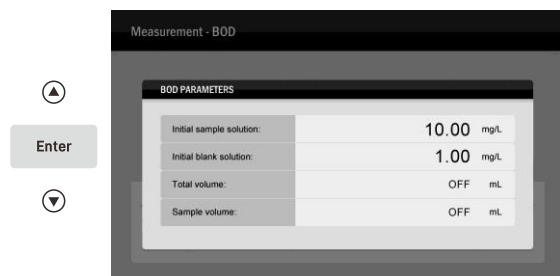 Measurement - BOD
BOD PARAMETERS
Initial sample solution: 10.00 mg/L
Enter
Initial blank solution: 1.00 mg/L
Total volume: OFF mL
Sample volume: OFF mL